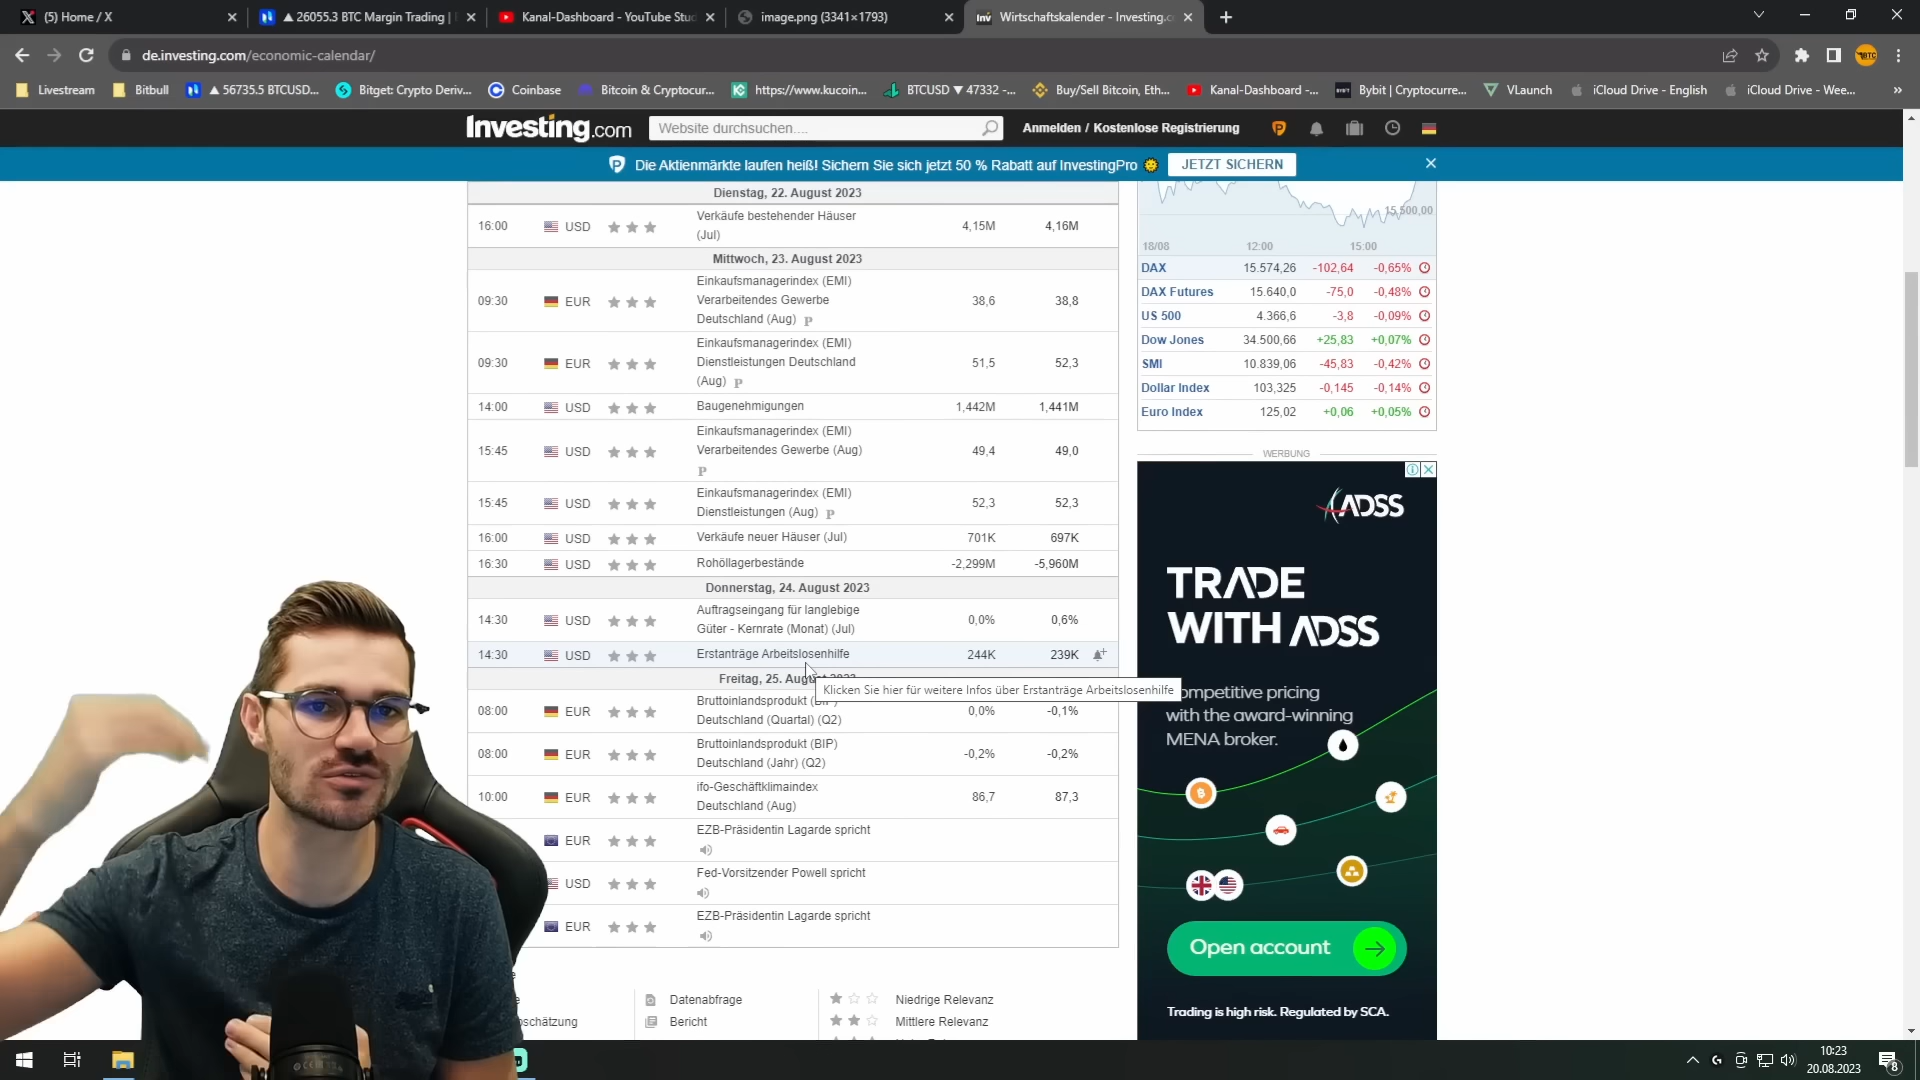 (5) Home / X
▲ 26055.3 BTC Margin Trading |
Kanal-Dashboard - YouTube Stu
image.png (3341×1793)
Wirtschaftskalender - Investing.c
de.investing.com/economic-calendar/
Livestream
Bitbull
▲ 56735.5 BTCUSD...
Bitget: Crypto Deriv...
Coinbase
Bitcoin & Cryptocur...
https://www.kucoin...
BTCUSD ▼ 47332 -...
Buy/Sell Bitcoin, Eth...
Kanal-Dashboard -...
Bybit | Cryptocurre...
VLaunch
iCloud Drive - English
iCloud Drive - Wee...
Investing.com
Website durchsuchen....
Anmelden / Kostenlose Registrierung
Die Aktienmärkte laufen heiß! Sichern Sie sich jetzt 50 % Rabatt auf InvestingPro
JETZT SICHERN
Dienstag, 22. August 2023
16:00 USD Verkäufe bestehender Häuser 4,15M 4,16M
(Jul)
Mittwoch, 23. August 2023
Einkaufsmanagerindex (EMI)
09:30 EUR Verarbeitendes Gewerbe 38,6 38,8
Deutschland (Aug) P
Einkaufsmanagerindex (EMI)
09:30 EUR Dienstleistungen Deutschland 51,5 52,3
(Aug) P
14:00 USD Baugenehmigungen 1,442M 1,441M
Einkaufsmanagerindex (EMI)
15:45 USD Verarbeitendes Gewerbe (Aug) 49,4 49,0
P
Einkaufsmanagerindex (EMI)
15:45 USD Dienstleistungen (Aug) P 52,3 52,3
16:00 USD Verkäufe neuer Häuser (Jul) 701K 697K
16:30 USD Rohöllagerbestände -2,299M -5,960M
Donnerstag, 24. August 2023
14:30 USD Auftragseingang für langlebige 0,0% 0,6%
Güter - Kernrate (Monat) (Jul)
14:30 USD Erstanträge Arbeitslosenhilfe 244K 239K
Freitag, 25. August 2023
Klicken Sie hier für weitere Infos über Erstanträge Arbeitslosenhilfe
08:00 EUR Bruttoinlandsprodukt 0,0% -0,1%
Deutschland (Quartal) (Q2)
08:00 EUR Bruttoinlandsprodukt (BIP) -0,2% -0,2%
Deutschland (Jahr) (Q2)
10:00 EUR ifo-Geschäftklimaindex 86,7 87,3
Deutschland (Aug)
EUR EZB-Präsidentin Lagarde spricht
USD Fed-Vorsitzender Powell spricht
EUR EZB-Präsidentin Lagarde spricht
Datenabfrage
Niedrige Relevanz
Bericht
Mittlere Relevanz
15.500,00
18/08 12:00 15:00
DAX 15.574,26 -102,64 -0,65%
DAX Futures 15.640,0 -75,0 -0,48%
US 500 4.366,6 -3,8 -0,09%
Dow Jones 34.500,66 +25,83 +0,07%
SMI 10.839,06 -45,83 -0,42%
Dollar Index 103,325 -0,145 -0,14%
Euro Index 125,02 +0,06 +0,05%
WERBUNG
ADSS
TRADE
WITH ADSS
Competitive pricing
with the award-winning
MENA broker.
Open account
Trading is high risk. Regulated by SCA.
10:23
20.08.2023
8